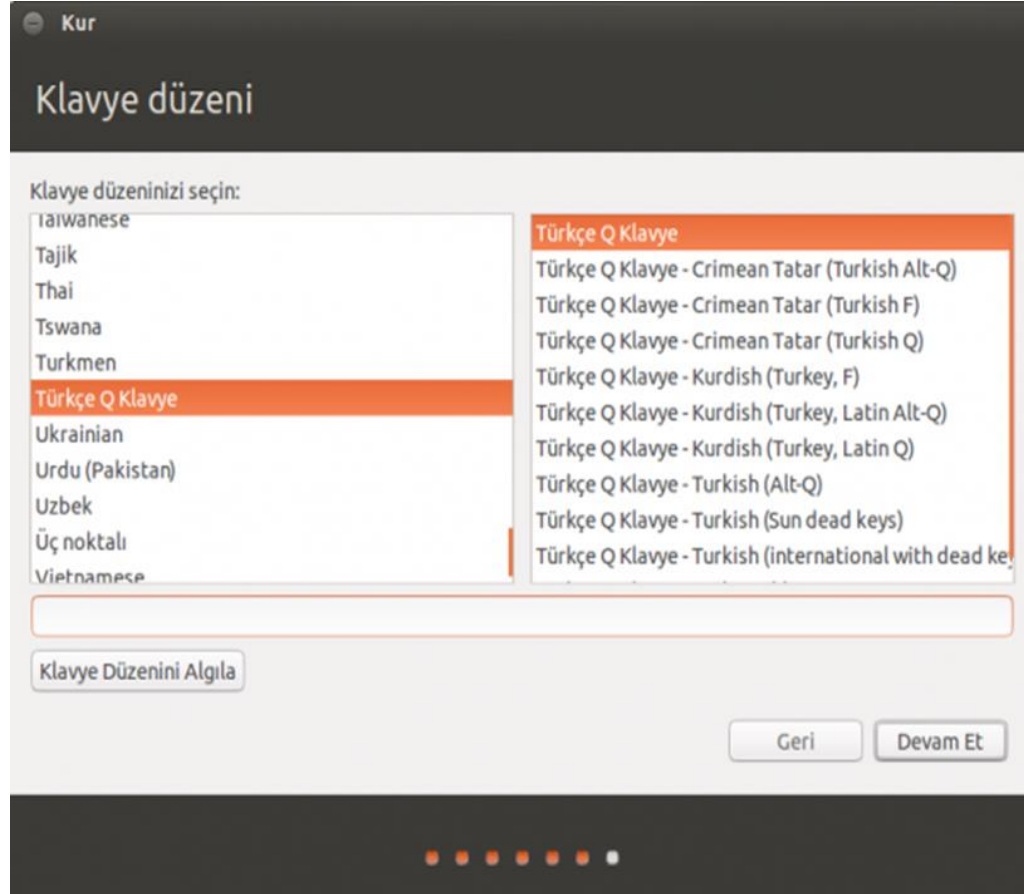 Kur
Klavye düzeni
Klavye düzeninizi seçin:
Taiwanese
Tajik
Thai
Tswana
Turkmen
Türkçe Q Klavye
Ukrainian
Urdu (Pakistan)
Uzbek
Üç noktalı
Vietnamese
Türkçe Q Klavye
Türkçe Q Klavye - Crimean Tatar (Turkish Alt-Q)
Türkçe Q Klavye - Crimean Tatar (Turkish F)
Türkçe Q Klavye - Crimean Tatar (Turkish Q)
Türkçe Q Klavye - Kurdish (Turkey, F)
Türkçe Q Klavye - Kurdish (Turkey, Latin Alt-Q)
Türkçe Q Klavye - Kurdish (Turkey, Latin Q)
Türkçe Q Klavye - Turkish (Alt-Q)
Türkçe Q Klavye - Turkish (Sun dead keys)
Türkçe Q Klavye - Turkish (international with dead
Klavye Düzenini Algıla
Geri
Devam Et